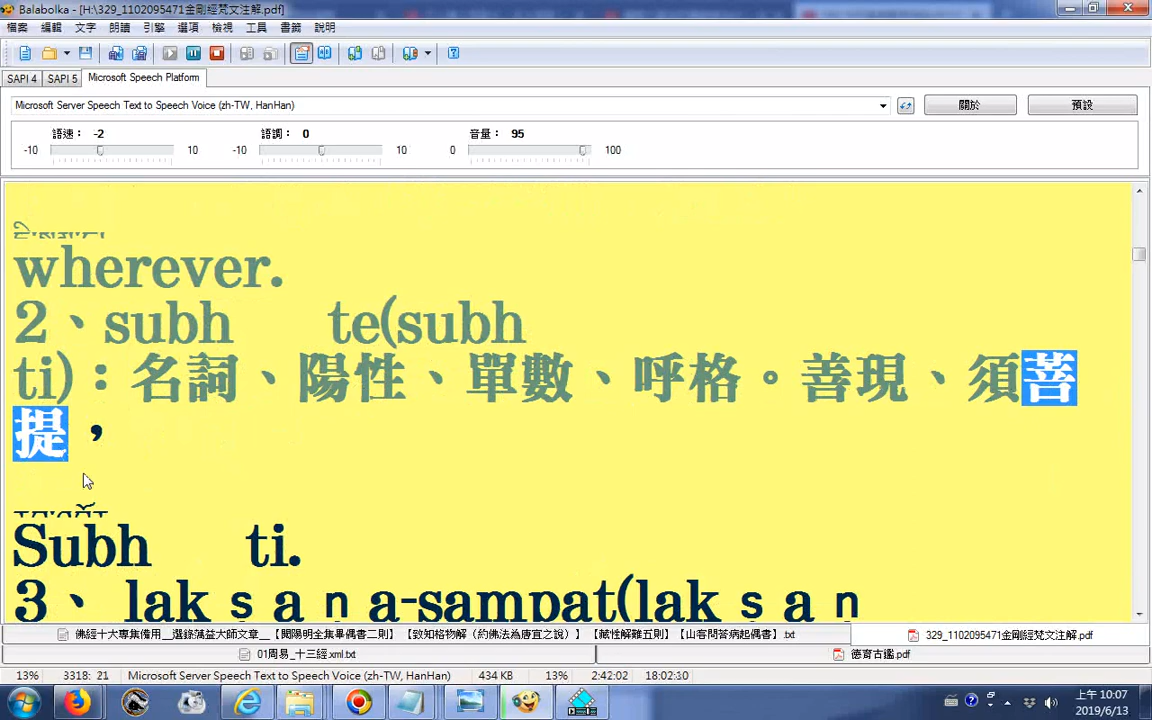 Balabolka - [H:\329_1102095471金剛經梵文注解.pdf]
檔案 編輯 文字 朗讀 引擎 選項 檢視 工具 書籤 說明
SAPI 4 SAPI 5 Microsoft Speech Platform
Microsoft Server Speech Text to Speech Voice (zh-TW, HanHan) 關於 預設
語速： -2 語調： 0 音量： 95
-10 10 -10 10 0 100
wherever.
2、subh te(subh
ti)：名詞、陽性、單數、呼格。善現、須菩
提，
Subh ti.
3、 lak ṣ a ṇ a-sampat(lak ṣ a ṇ
佛經十大專集備用__選錄蕅益大師文章__【閱陽明全集畢偶書二則】 【致知格物解（約佛法為唐宜之說）】 【藏性解難五則】 【山客問答病起偶書】.txt 329_1102095471金剛經梵文注解.pdf
01周易_十三經.xml.txt 德育古鑑.pdf
13% 3318: 21 Microsoft Server Speech Text to Speech Voice (zh-TW, HanHan) 434 KB 13% 2:42:02 18:02:30
上午 10:07
2019/6/13